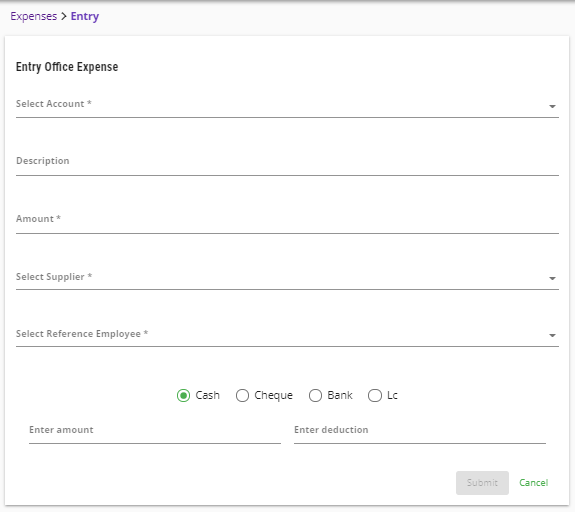 Expenses > Entry
Entry Office Expense
Select Account *
Description
Amount *
Select Supplier *
Select Reference Employee *
Cash Cheque Bank Lc
Enter amount Enter deduction
Submit Cancel